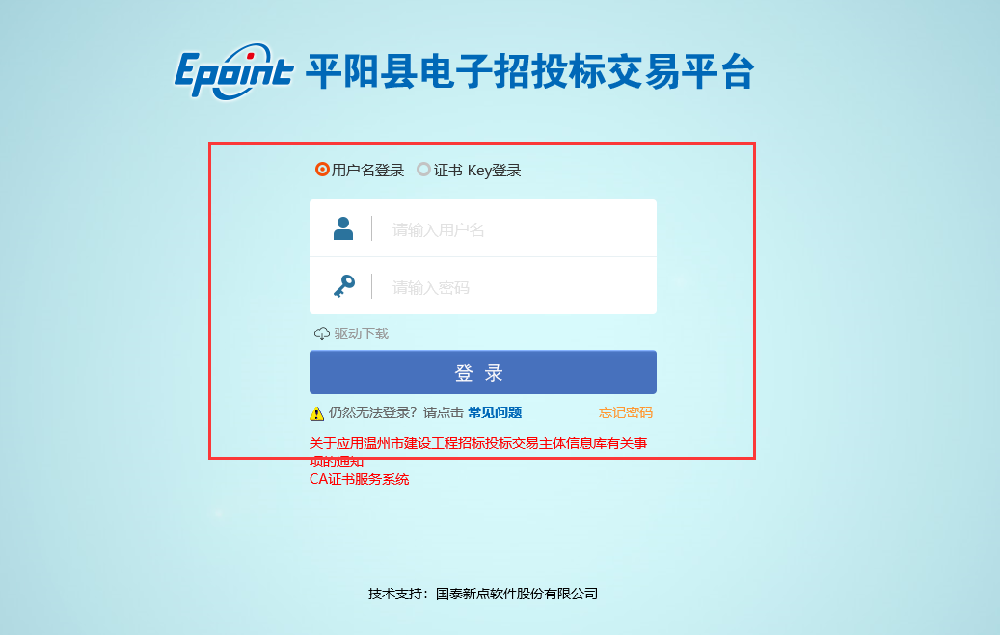 Epoint 平阳县电子招投标交易平台
用户名登录 证书 Key登录
请输入用户名
请输入密码
驱动下载
登 录
仍然无法登录？请点击 常见问题 忘记密码
关于应用温州市建设工程招标投标交易主体信息库有关事
项的通知
CA证书服务系统
技术支持：国泰新点软件股份有限公司